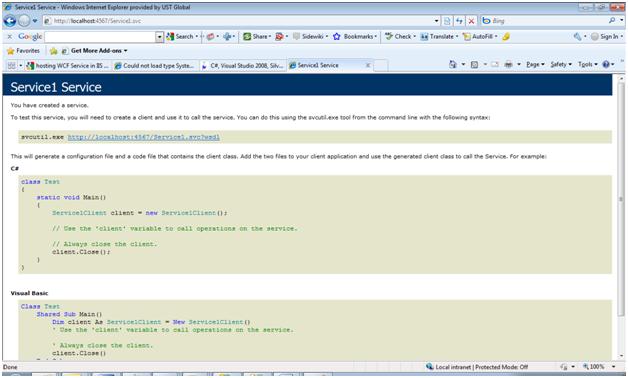 Service1 Service - Windows Internet Explorer provided by UST Global
http://localhost:4567/Service1.svc
Bing
x Google
Search
Share
Sidewiki
Bookmarks
Check
Translate
AutoFill
Sign In
Favorites
Get More Add-ons
hosting WCF Service in IIS ...
Could not load type Syste...
C#, Visual Studio 2008, Silv...
Service1 Service
Page
Safety
Tools
Service1 Service
You have created a service.
To test this service, you will need to create a client and use it to call the service. You can do this using the svcutil.exe tool from the command line with the following syntax:
svcutil.exe http://localhost:4567/Service1.svc?wsdl
This will generate a configuration file and a code file that contains the client class. Add the two files to your client application and use the generated client class to call the Service. For example:
C#
class Test
{
static void Main()
{
Service1Client client = new Service1Client();
// Use the 'client' variable to call operations on the service.
// Always close the client.
client.Close();
}
}
Visual Basic
Class Test
Shared Sub Main()
Dim client As Service1Client = New Service1Client()
' Use the 'client' variable to call operations on the service.
' Always close the client.
client.Close()
Done
Local intranet | Protected Mode: Off
100%